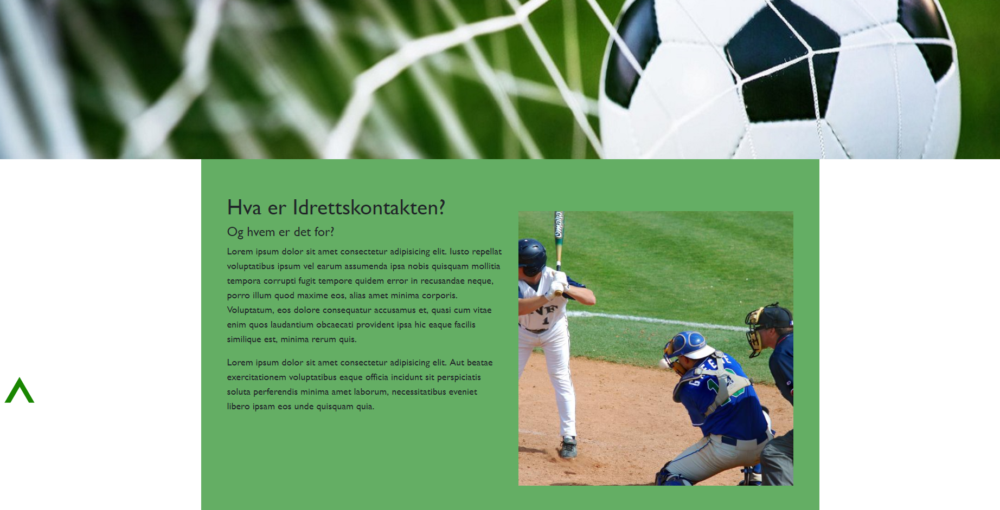 Hva er Idrettskontakten?
Og hvem er det for?
Lorem ipsum dolor sit amet consectetur adipisicing elit. Iusto repellat
voluptatibus ipsum vel earum assumenda ipsa nobis quisquam mollitia
tempora corrupti fugit tempore quidem error in recusandae neque,
porro illum quod maxime eos, alias amet minima corporis.
Voluptatum, eos dolore consequatur accusamus et, quasi cum vitae
enim quos laudantium obcaecati provident ipsa hic eaque facilis
similique est, minima rerum quis.
Lorem ipsum dolor sit amet consectetur adipisicing elit. Aut beatae
exercitationem voluptatibus eaque officia incidunt sit perspiciatis
soluta perferendis minima amet laborum, necessitatibus eveniet
libero ipsam eos unde quisquam quia.
Omaha
1